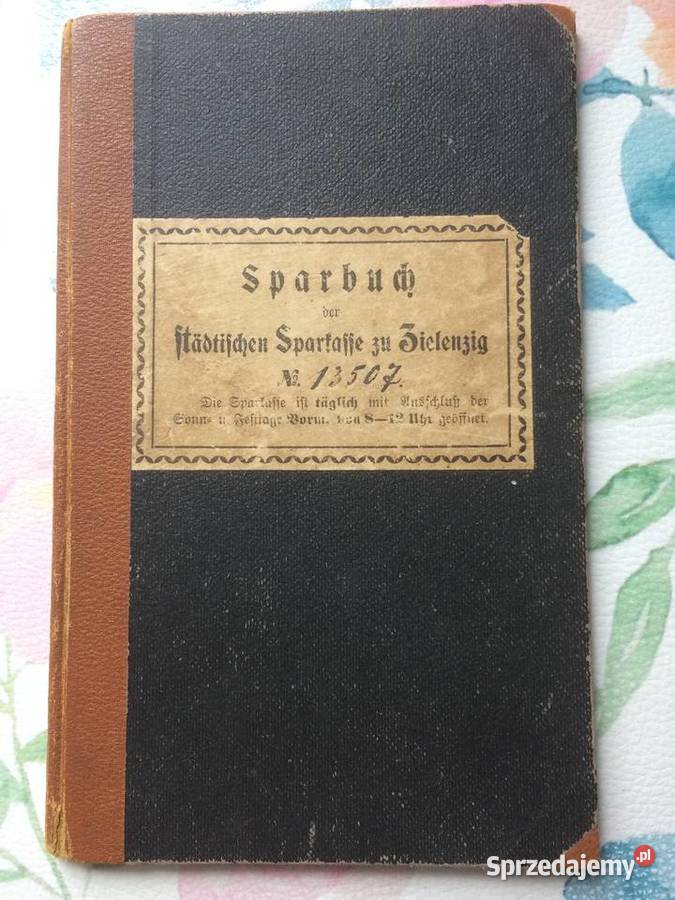 Sparbuch
der
städtischen Sparkasse zu Zielenzig
№. 13507.
Die Sparkasse ist täglich mit Ausschluß der
Sonn- u. Festtage Vorm. von 8—12 Uhr geöffnet.
Sprzedajemy.pl